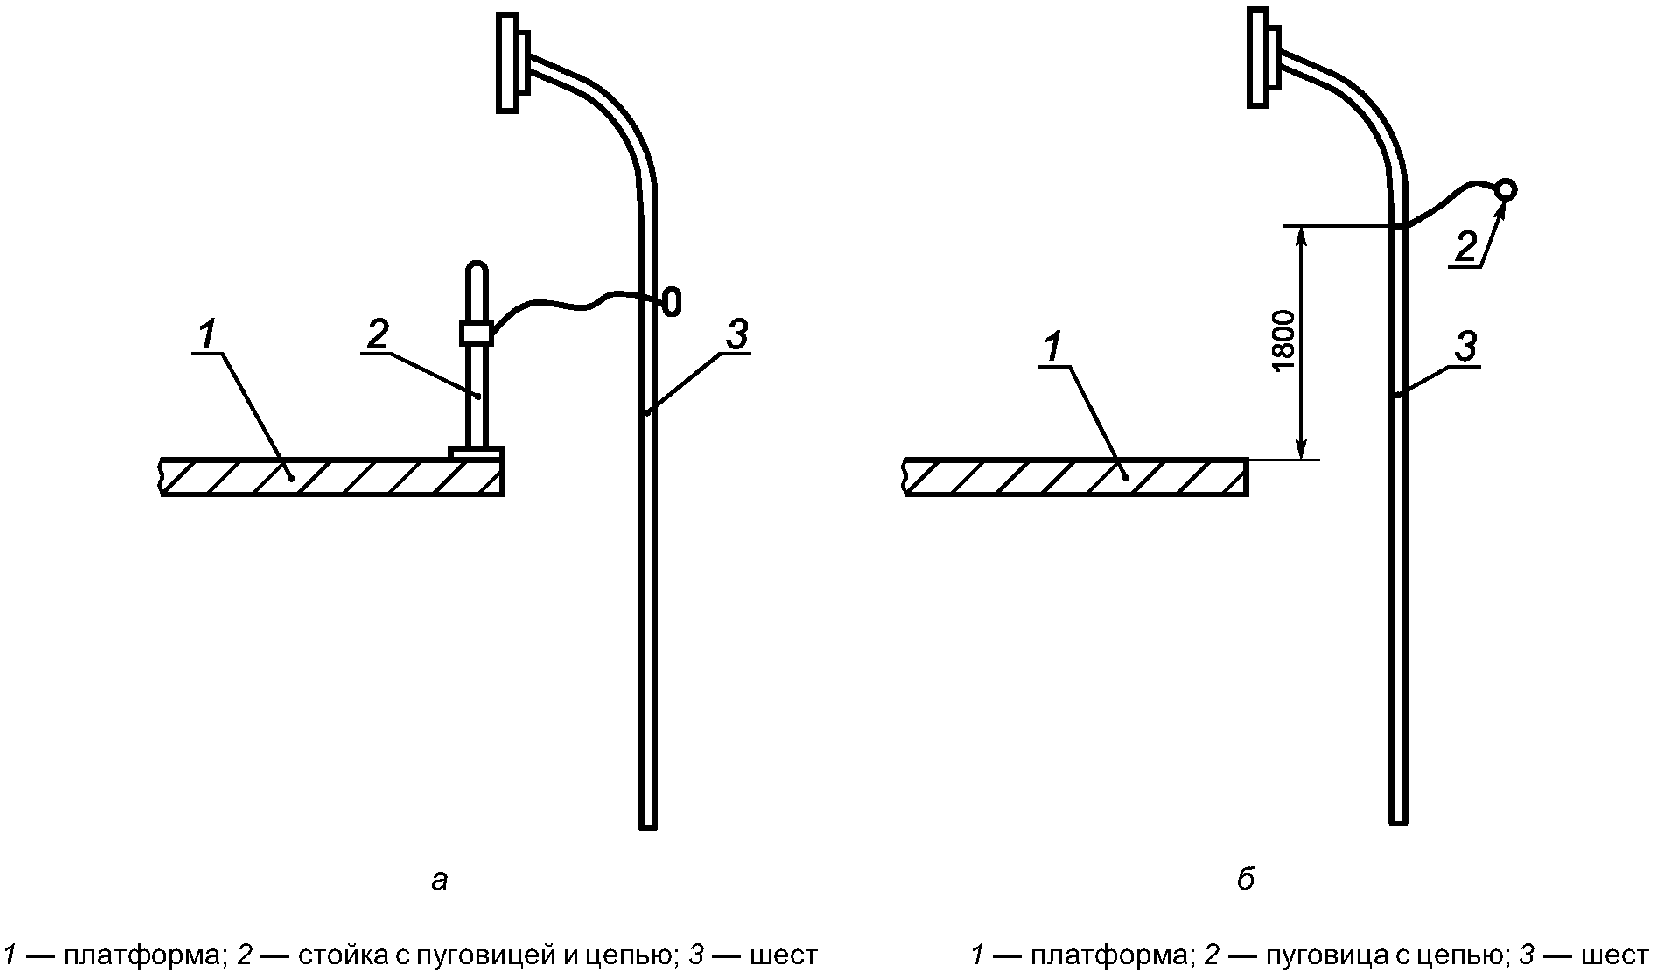 2
1
2
3
1800
1
3
а
б
1 — платформа; 2 — стойка с пуговицей и цепью; 3 — шест
1 — платформа; 2 — пуговица с цепью; 3 — шест